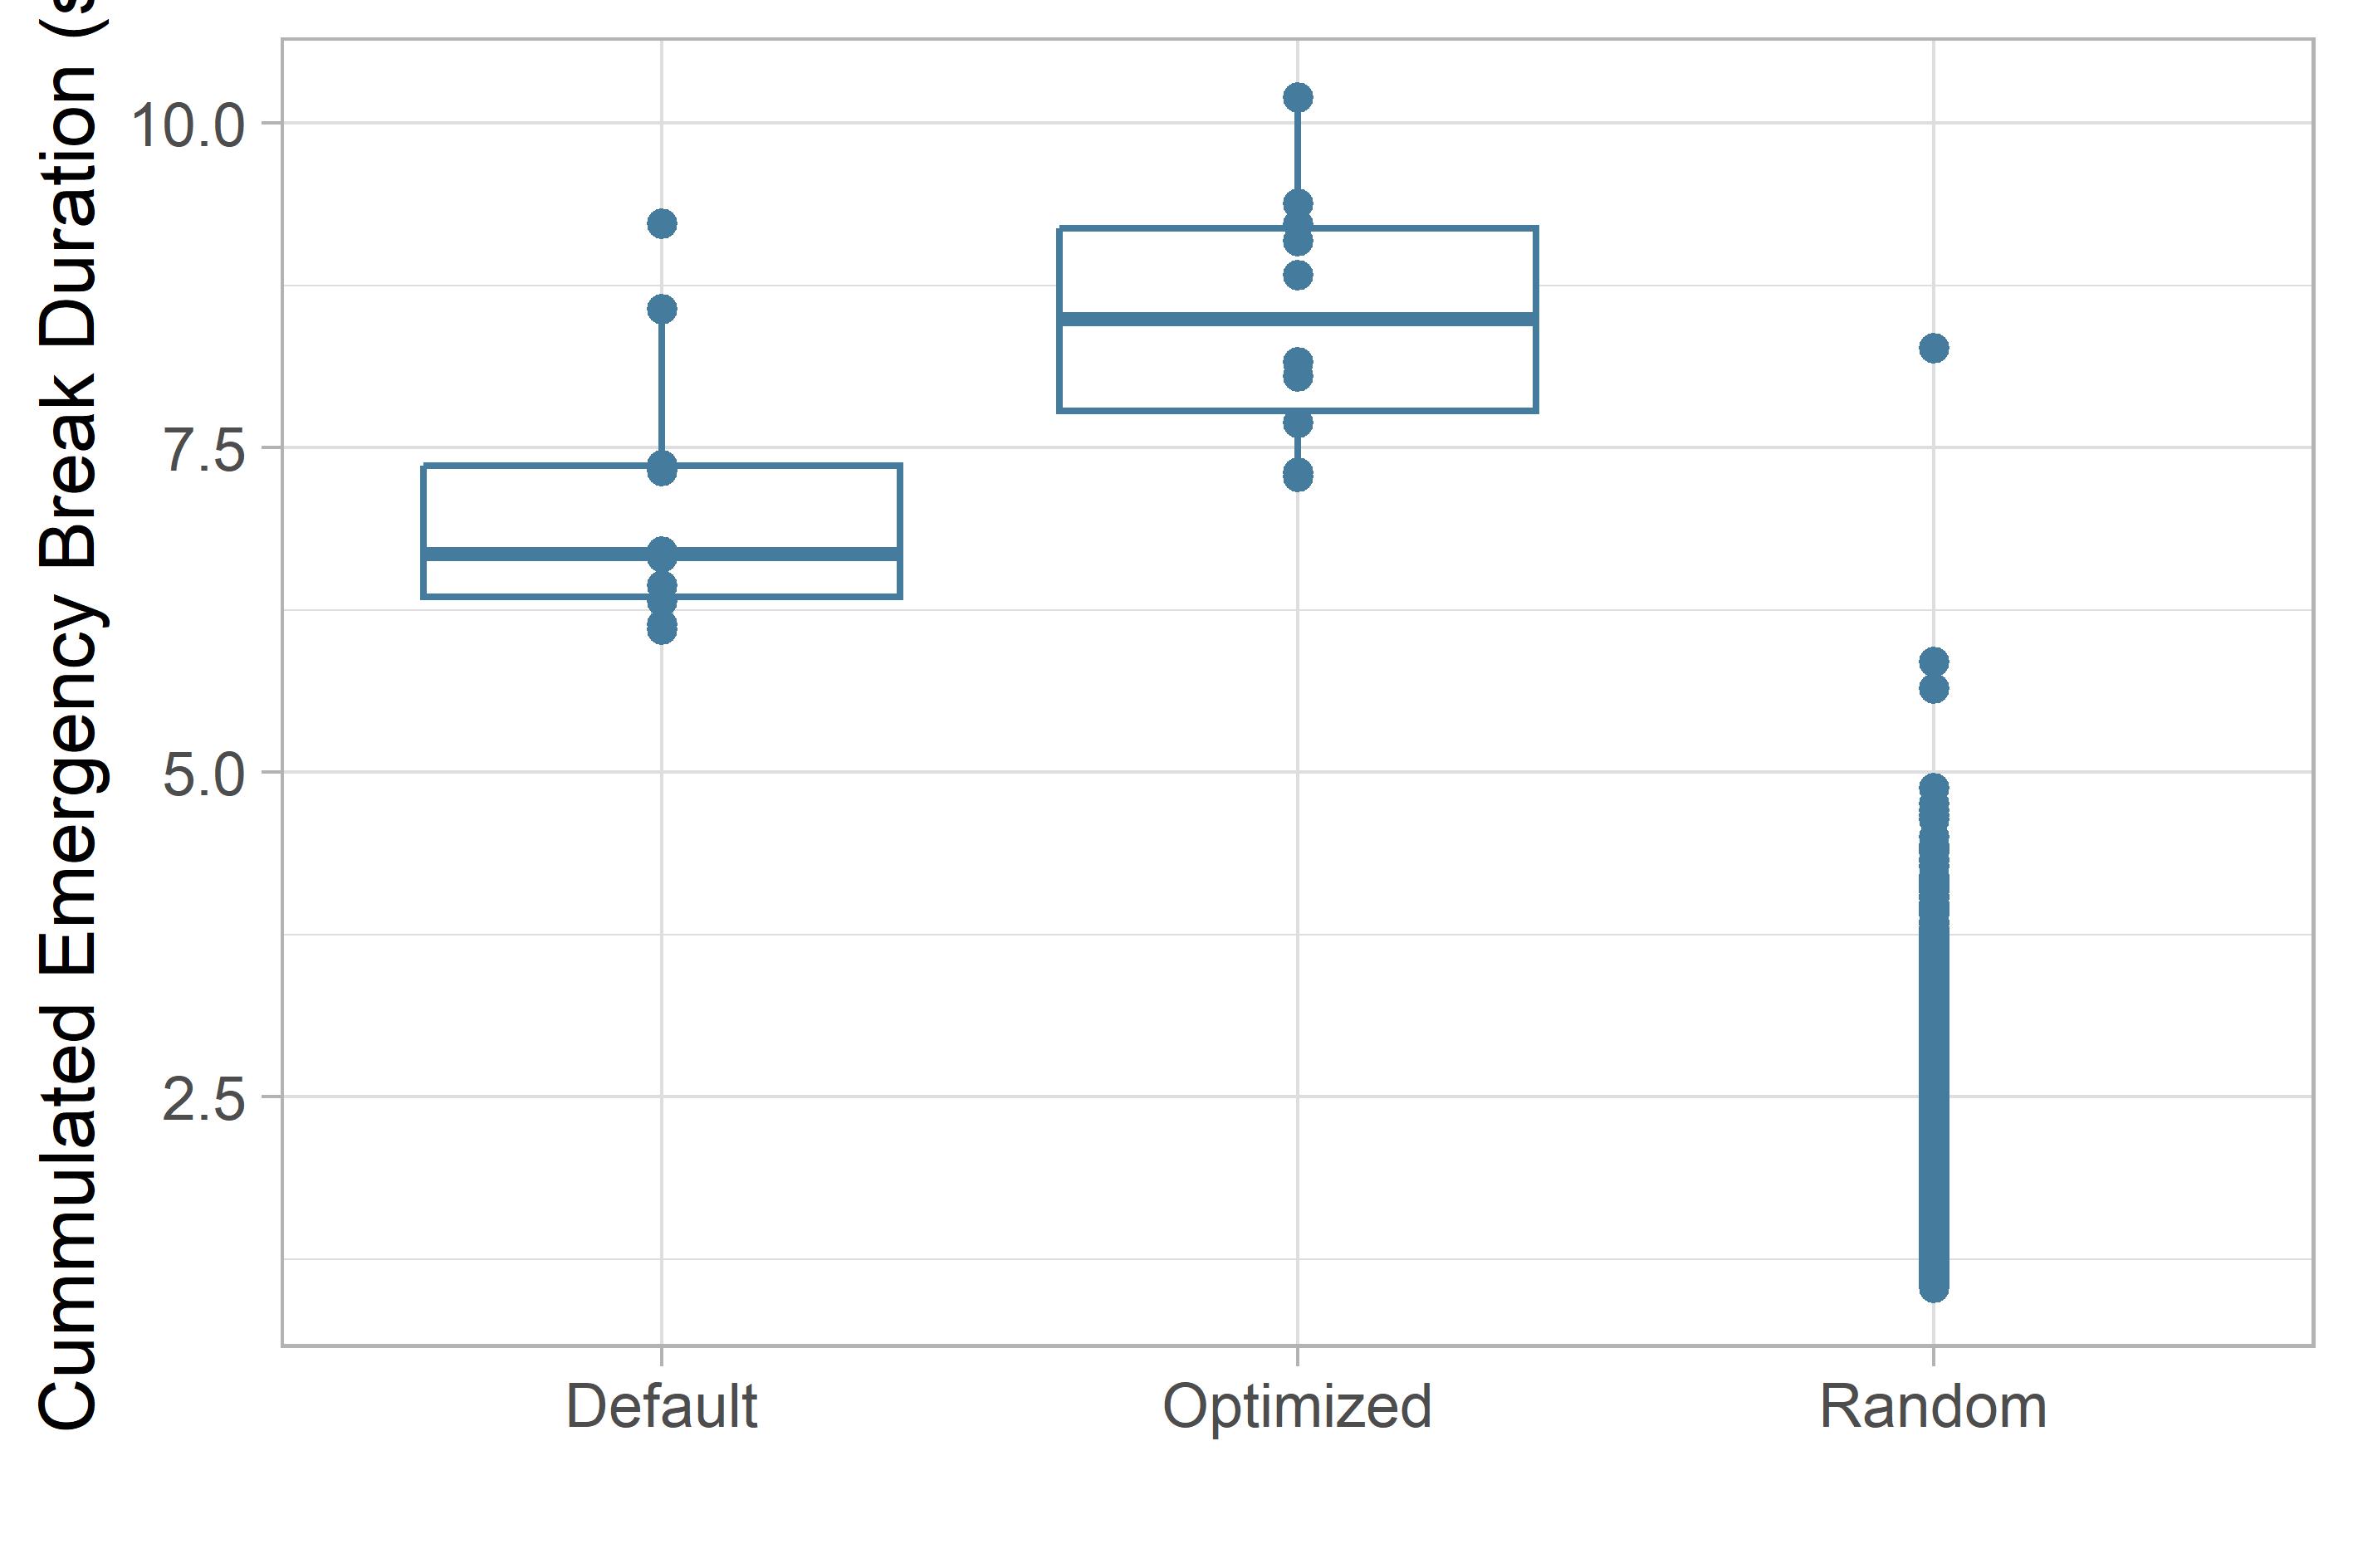 Cummulated Emergency Break Duration (s
10.0
7.5
5.0
2.5
Default
Optimized
Random